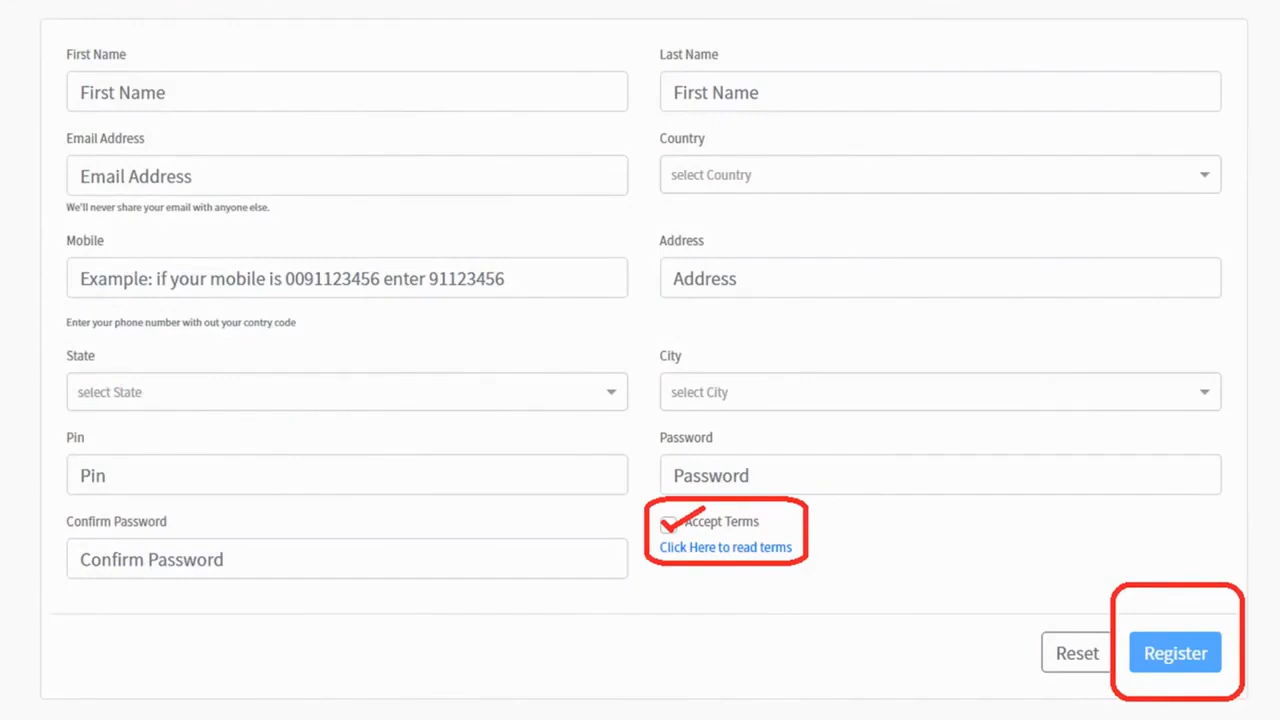 First Name
Last Name
First Name
First Name
Email Address
Country
Email Address
select Country
We'll never share your email with anyone else.
Mobile
Address
Example: if your mobile is 0091123456 enter 91123456
Address
Enter your phone number with out your contry code
State
City
select State
select City
Pin
Password
Pin
Password
Confirm Password
Accept Terms
Click Here to read terms
Confirm Password
Reset
Register